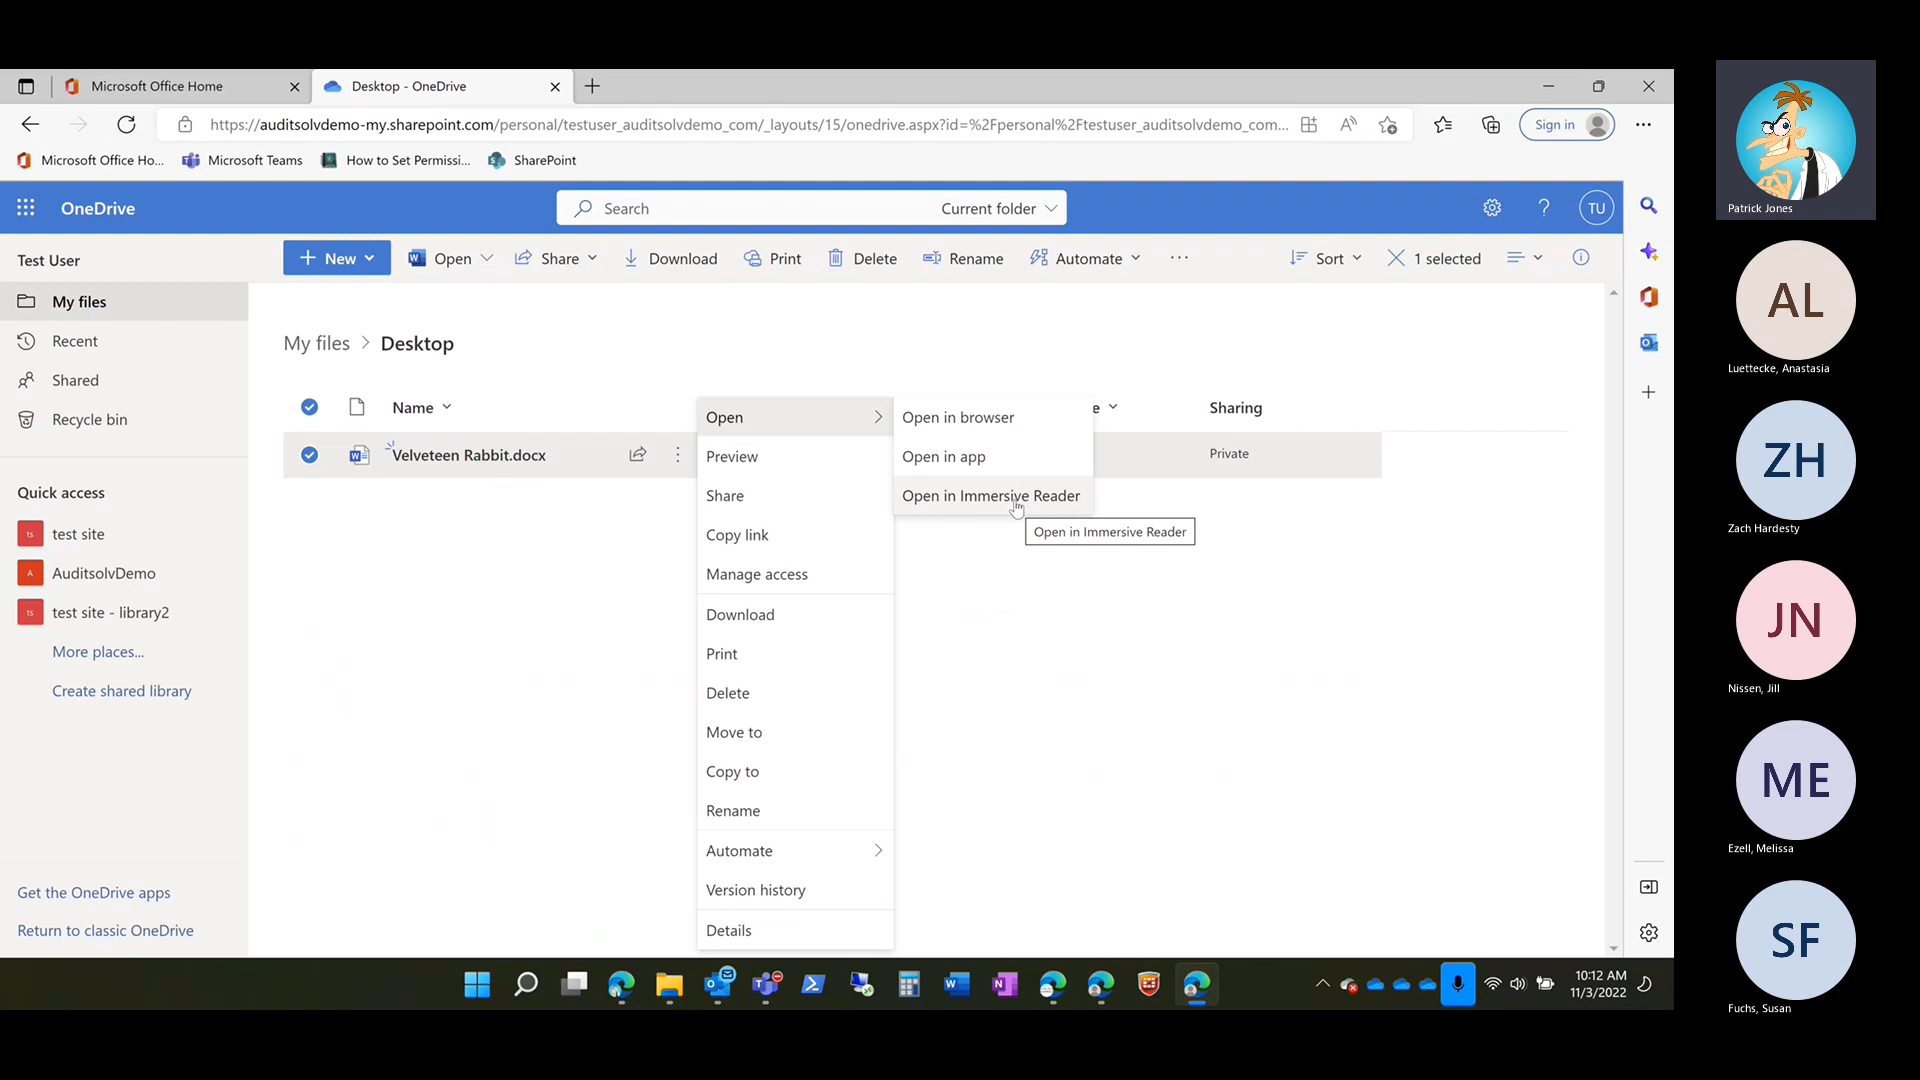 Microsoft Office Home
Desktop - OneDrive
https://auditsolvdemo-my.sharepoint.com/personal/testuser_auditsolvdemo_com/_layouts/15/onedrive.aspx?id=%2Fpersonal%2Ftestuser_auditsolvdemo_com...
Sign in
Microsoft Office Ho...
Microsoft Teams
How to Set Permissi...
SharePoint
OneDrive
Search
Current folder
TU
Test User
New
Open
Share
Download
Print
Delete
Rename
Automate
Sort
1 selected
My files
Recent
Shared
Recycle bin
Quick access
ts
test site
A
AuditsolvDemo
ts
test site - library2
More places...
Create shared library
Get the OneDrive apps
Return to classic OneDrive
My files > Desktop
Name
e
Sharing
Velveteen Rabbit.docx
Private
Open
Preview
Share
Copy link
Manage access
Download
Print
Delete
Move to
Copy to
Rename
Automate
Version history
Details
Open in browser
Open in app
Open in Immersive Reader
Open in Immersive Reader
10:12 AM
11/3/2022
Patrick Jones
AL
Luettecke, Anastasia
ZH
Zach Hardesty
JN
Nissen, Jill
ME
Ezell, Melissa
SF
Fuchs, Susan